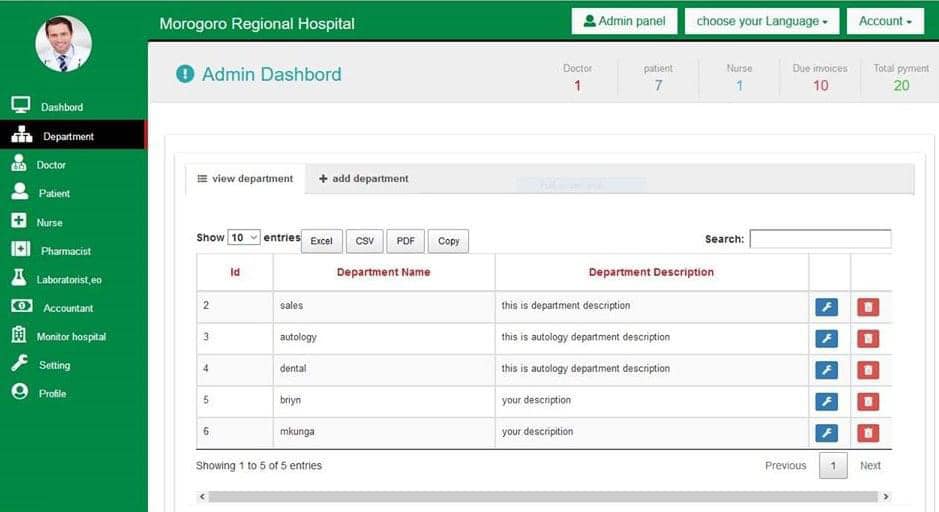 Morogoro Regional Hospital
Admin panel
choose your Language
Account
Admin Dashbord
Doctor
1
patient
7
Nurse
1
Due invoices
10
Total pyment
20
Dashbord
Department
Doctor
Patient
Nurse
Pharmacist
Laboratorist,eo
Accountant
Monitor hospital
Setting
Profile
view department
+ add department
Show 10 entries
Excel
CSV
PDF
Copy
Search:
Id Department Name Department Description
2 sales this is department description
3 autology this is autology department description
4 dental this is autology department description
5 briyn your description
6 mkunga your descripition
Showing 1 to 5 of 5 entries
Previous 1 Next